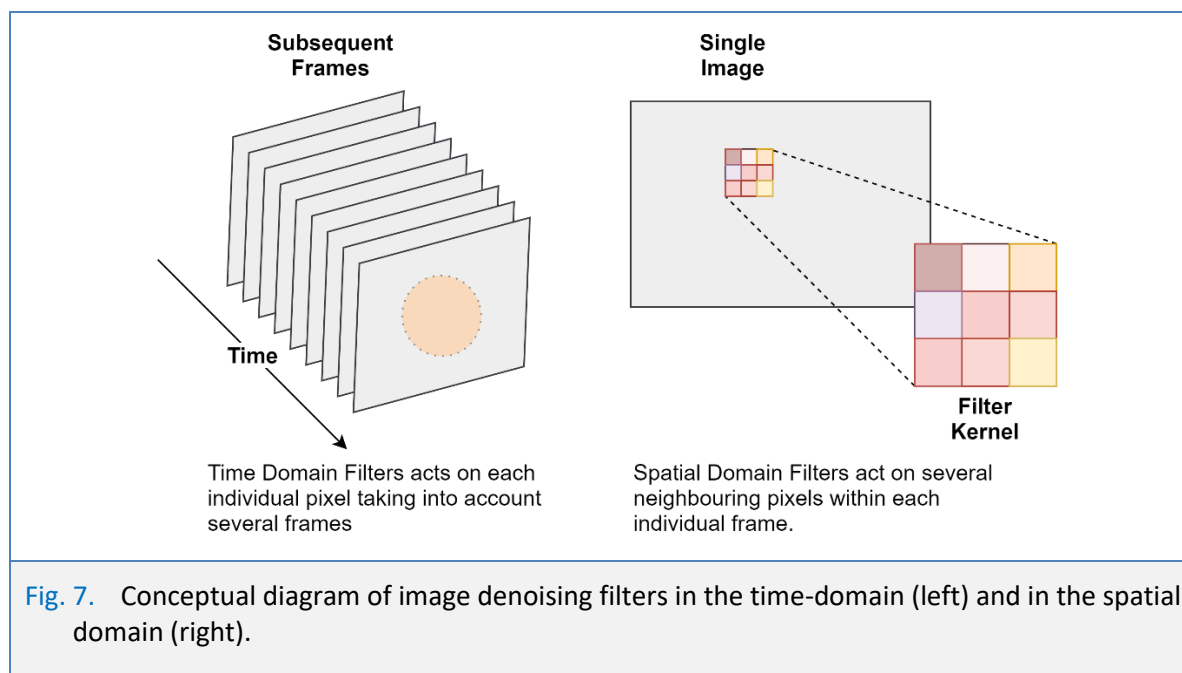 Subsequent
Frames
Time
Time Domain Filters acts on each
individual pixel taking into account
several frames
Single
Image
Filter
Kernel
Spatial Domain Filters act on several
neighbouring pixels within each
individual frame.
Fig. 7. Conceptual diagram of image denoising filters in the time-domain (left) and in the spatial
domain (right).